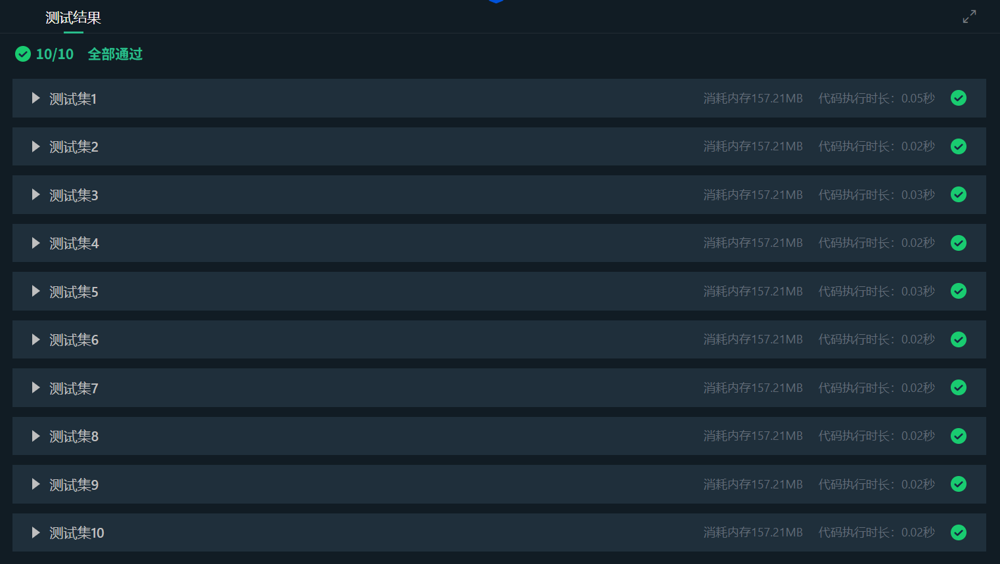 测试结果
10/10 全部通过
测试集1 消耗内存157.21MB 代码执行时长：0.05秒
测试集2 消耗内存157.21MB 代码执行时长：0.02秒
测试集3 消耗内存157.21MB 代码执行时长：0.03秒
测试集4 消耗内存157.21MB 代码执行时长：0.02秒
测试集5 消耗内存157.21MB 代码执行时长：0.03秒
测试集6 消耗内存157.21MB 代码执行时长：0.02秒
测试集7 消耗内存157.21MB 代码执行时长：0.02秒
测试集8 消耗内存157.21MB 代码执行时长：0.02秒
测试集9 消耗内存157.21MB 代码执行时长：0.02秒
测试集10 消耗内存157.21MB 代码执行时长：0.02秒